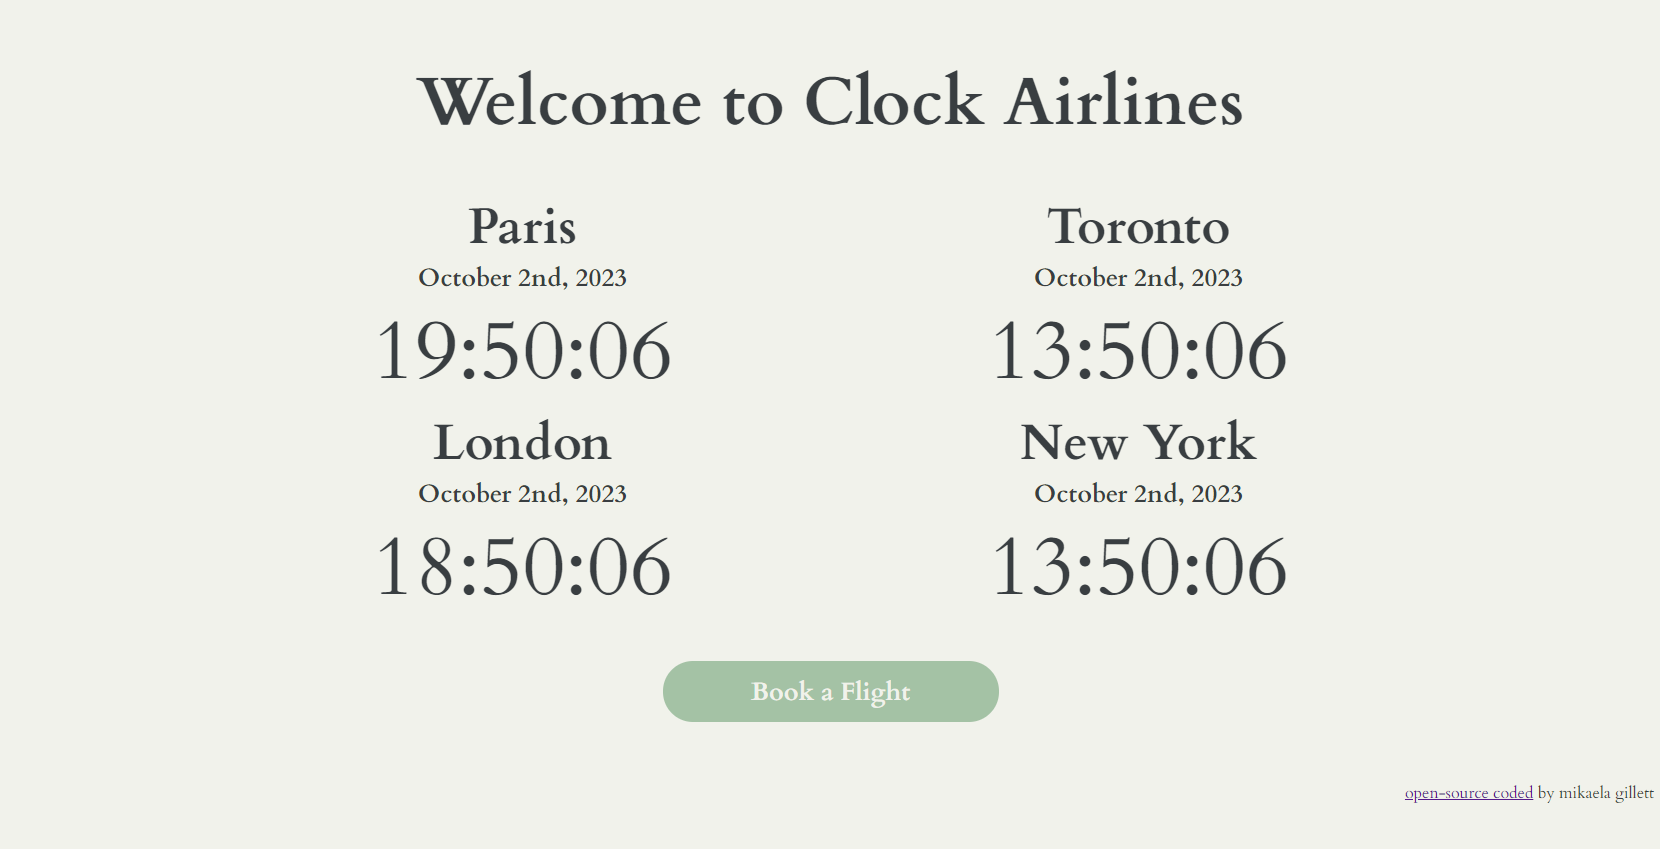 Welcome to Clock Airlines
Paris
October 2nd, 2023
19:50:06
Toronto
October 2nd, 2023
13:50:06
London
October 2nd, 2023
18:50:06
New York
October 2nd, 2023
13:50:06
Book a Flight
open-source coded by mikaela gillett